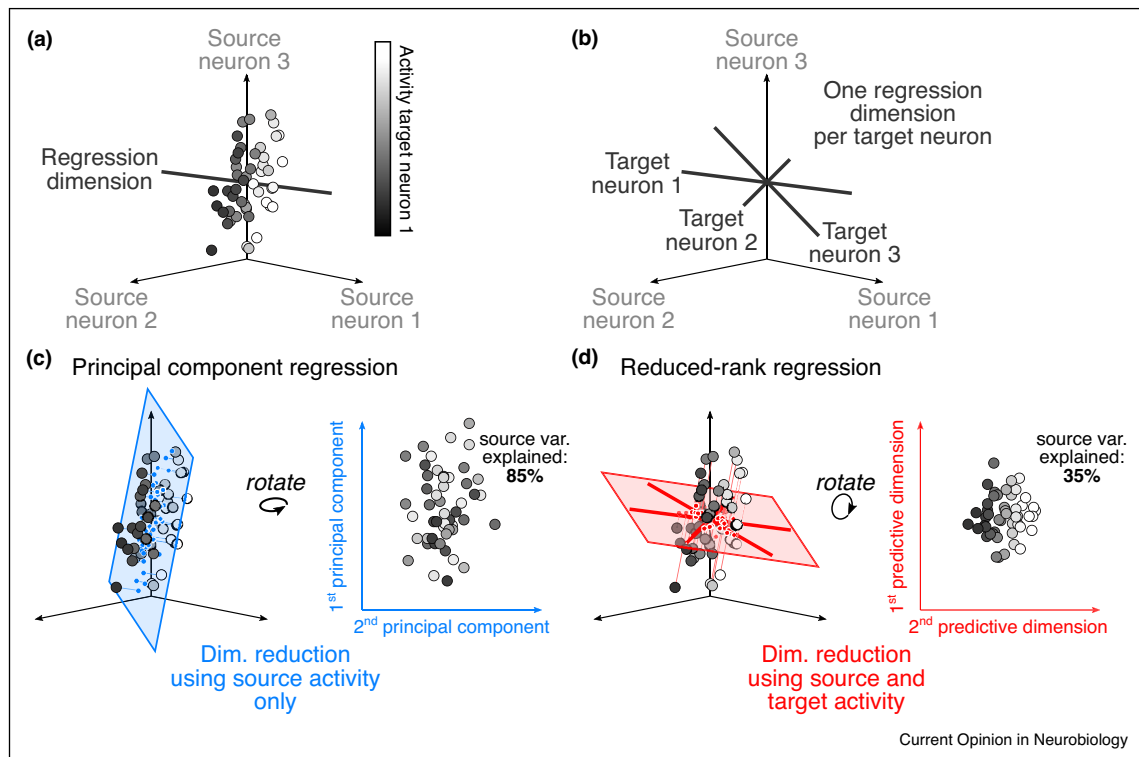 (a)
Source
neuron 3
Activity target neuron 1
Regression
dimension
Source
neuron 2
Source
neuron 1
(b)
Source
neuron 3
One regression
dimension
per target neuron
Target
neuron 1
Target
neuron 2
Target
neuron 3
Source
neuron 2
Source
neuron 1
(c)
Principal component regression
rotate
1st principal component
source var.
explained:
85%
2nd principal component
Dim. reduction
using source activity
only
(d)
Reduced-rank regression
rotate
1st predictive dimension
source var.
explained:
35%
2nd predictive dimension
Dim. reduction
using source and
target activity
Current Opinion in Neurobiology